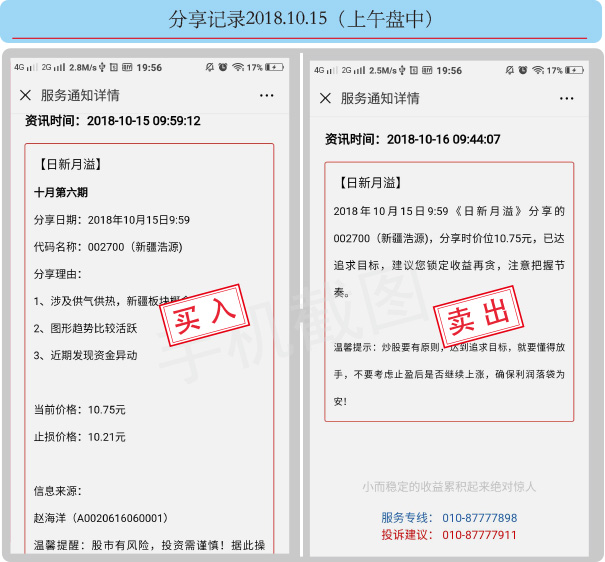 分享记录2018.10.15（上午盘中）
4G 2G 2.8M/s 19:56 17%
服务通知详情
资讯时间：2018-10-15 09:59:12
【日新月溢】
十月第六期
分享日期：2018年10月15日9:59
代码名称：002700（新疆浩源）
分享理由：
1、涉及供气供热，新疆板块概念
2、图形趋势比较活跃
3、近期发现资金异动
买入
当前价格：10.75元
止损价格：10.21元
信息来源：
赵海洋（A0020616060001）
温馨提醒：股市有风险，投资需谨慎！据此操
4G 2G 2.5M/s 19:56 17%
服务通知详情
资讯时间：2018-10-16 09:44:07
【日新月溢】
2018年10月15日9:59《日新月溢》分享的
002700（新疆浩源），分享时价位10.75元，已达
追求目标，建议您锁定收益再贪，注意把握节
奏。
卖出
温馨提示：炒股要有原则，达到追求目标，就要懂得放
手，不要考虑止盈后是否继续上涨，确保利润落袋为
安！
小而稳定的收益累积起来绝对惊人
服务专线： 010-87777898
投诉建议： 010-87777911
手机截图